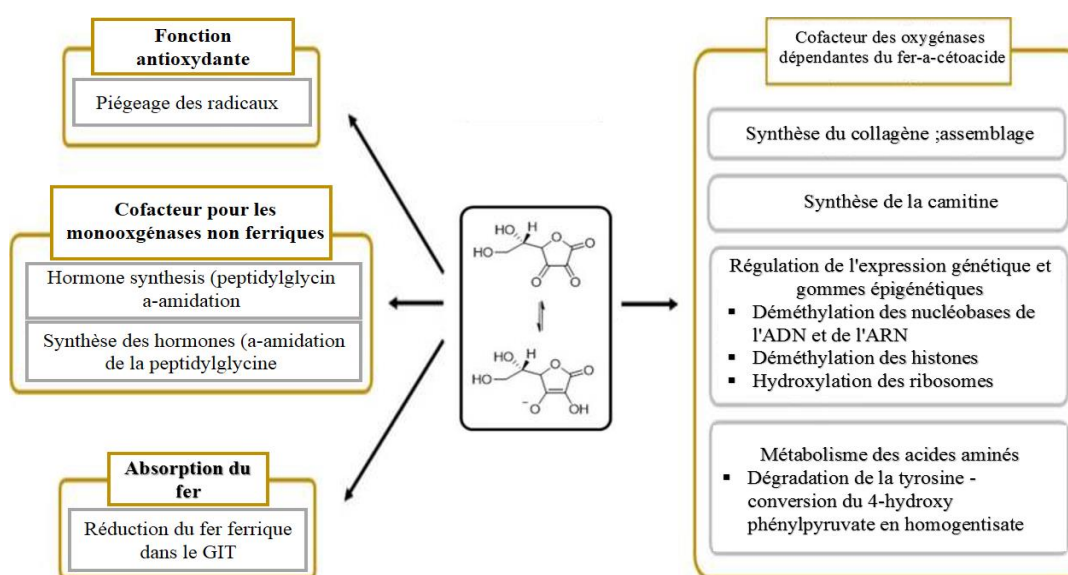 Fonction
antioxydante
Piégeage des radicaux
Cofacteur pour les
monooxgénases non ferriques
Hormone synthesis (peptidylglycin
a-amidation
Synthèse des hormones (a-amidation
de la peptidylglycine
Absorption du
fer
Réduction du fer ferrique
dans le GIT
HO
H
O
O
HO
O
O
HO
H
O
O
HO
⁻O
OH
Cofacteur des oxygénases
dépendantes du fer-a-cétoacide
Synthèse du collagène ;assemblage
Synthèse de la camitine
Régulation de l'expression génétique et
gommes épigénétiques
▪ Déméthylation des nucléobases de
l'ADN et de l'ARN
▪ Déméthylation des histones
▪ Hydroxylation des ribosomes
Métabolisme des acides aminés
▪ Dégradation de la tyrosine -
conversion du 4-hydroxy
phénylpyruvate en homogentisate